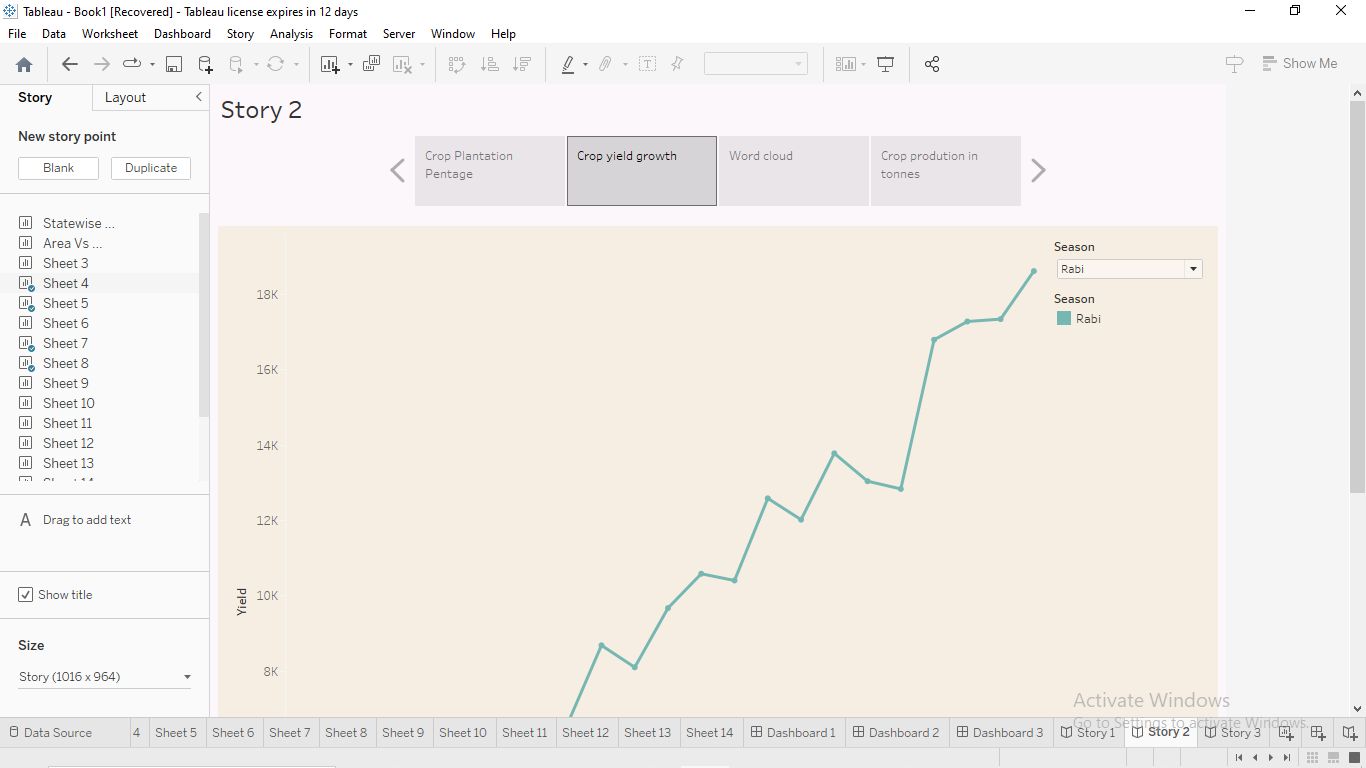 Tableau - Book1 [Recovered] - Tableau license expires in 12 days
File Data Worksheet Dashboard Story Analysis Format Server Window Help
Show Me
Story Layout
New story point
Blank Duplicate
Statewise ...
Area Vs ...
Sheet 3
Sheet 4
Sheet 5
Sheet 6
Sheet 7
Sheet 8
Sheet 9
Sheet 10
Sheet 11
Sheet 12
Sheet 13
A Drag to add text
Show title
Size
Story (1016 x 964)
Story 2
Crop Plantation
Pentage
Crop yield growth
Word cloud
Crop prodution in
tonnes
18K
16K
14K
12K
10K
8K
Yield
Season
Rabi
Season
Rabi
Activate Windows
Go to Settings to activate Windows.
Data Source 4 Sheet 5 Sheet 6 Sheet 7 Sheet 8 Sheet 9 Sheet 10 Sheet 11 Sheet 12 Sheet 13 Sheet 14 Dashboard 1 Dashboard 2 Dashboard 3 Story 1 Story 2 Story 3